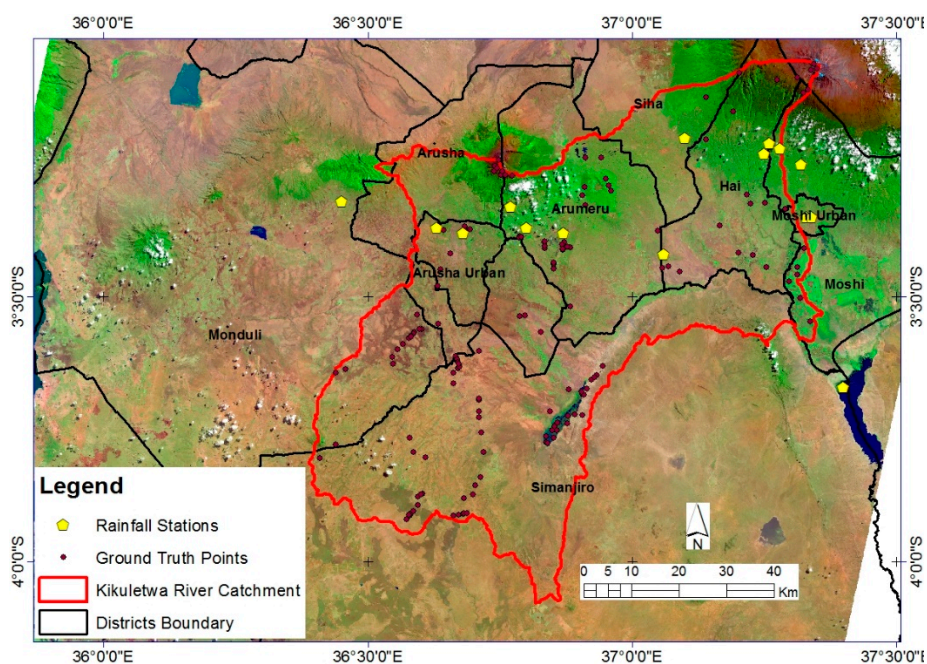 36°0'0"E 36°30'0"E 37°0'0"E 37°30'0"E
Siha
Arusha
Hai
Arumeru
Moshi Urban
Arusha Urban
Moshi
3°30'0"S 3°30'0"S
Monduli
Simanjiro
Legend
Rainfall Stations
Ground Truth Points
Kikuletwa River Catchment
Districts Boundary
N
0 5 10 20 30 40
Km
4°0'0"S 4°0'0"S
36°0'0"E 36°30'0"E 37°0'0"E 37°30'0"E